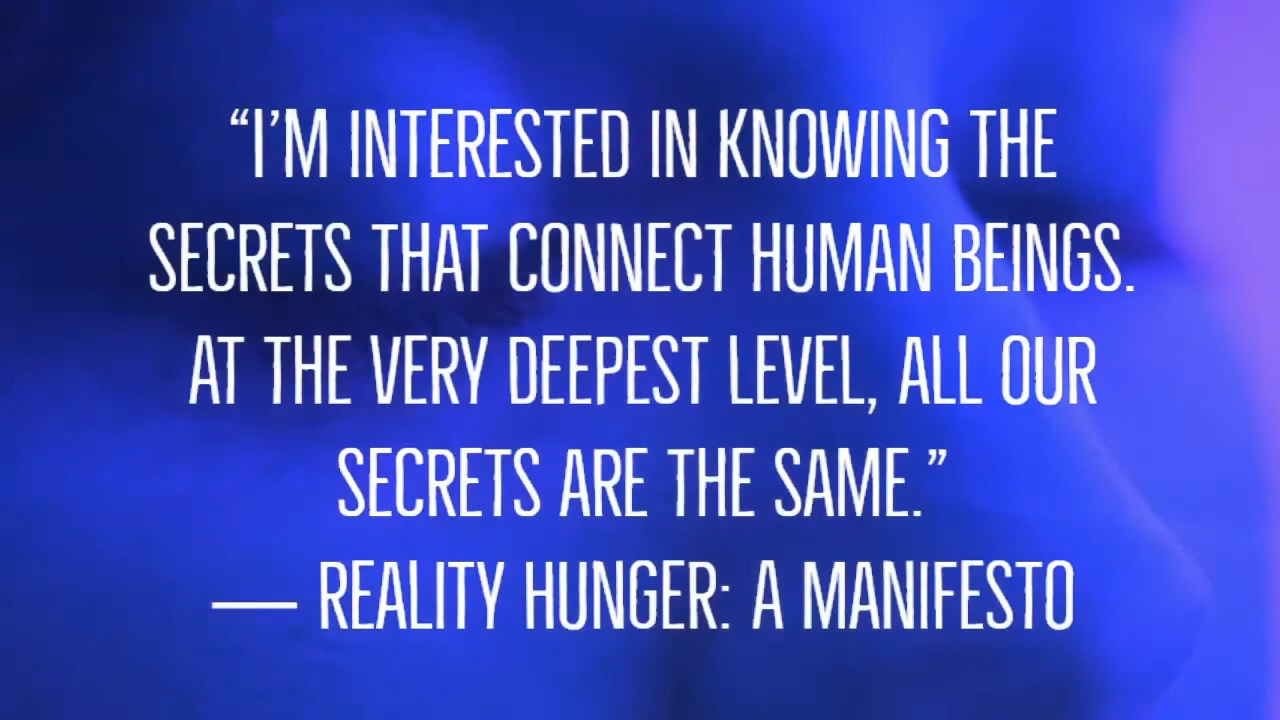 “I’M INTERESTED IN KNOWING THE
SECRETS THAT CONNECT HUMAN BEINGS.
AT THE VERY DEEPEST LEVEL, ALL OUR
SECRETS ARE THE SAME.”
— REALITY HUNGER: A MANIFESTO